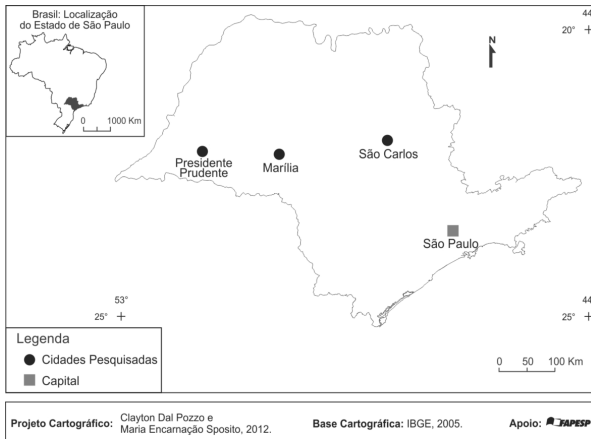 Brasil: Localização
do Estado de São Paulo
0 1000 Km
44
20°
N
Presidente
Prudente
Marília
São Carlos
São Paulo
53°
25°
44
25°
Legenda
Cidades Pesquisadas
Capital
0 50 100 Km
Projeto Cartográfico: Clayton Dal Pozzo e
Maria Encarnação Sposito, 2012.
Base Cartográfica: IBGE, 2005.
Apoio: FAPESP